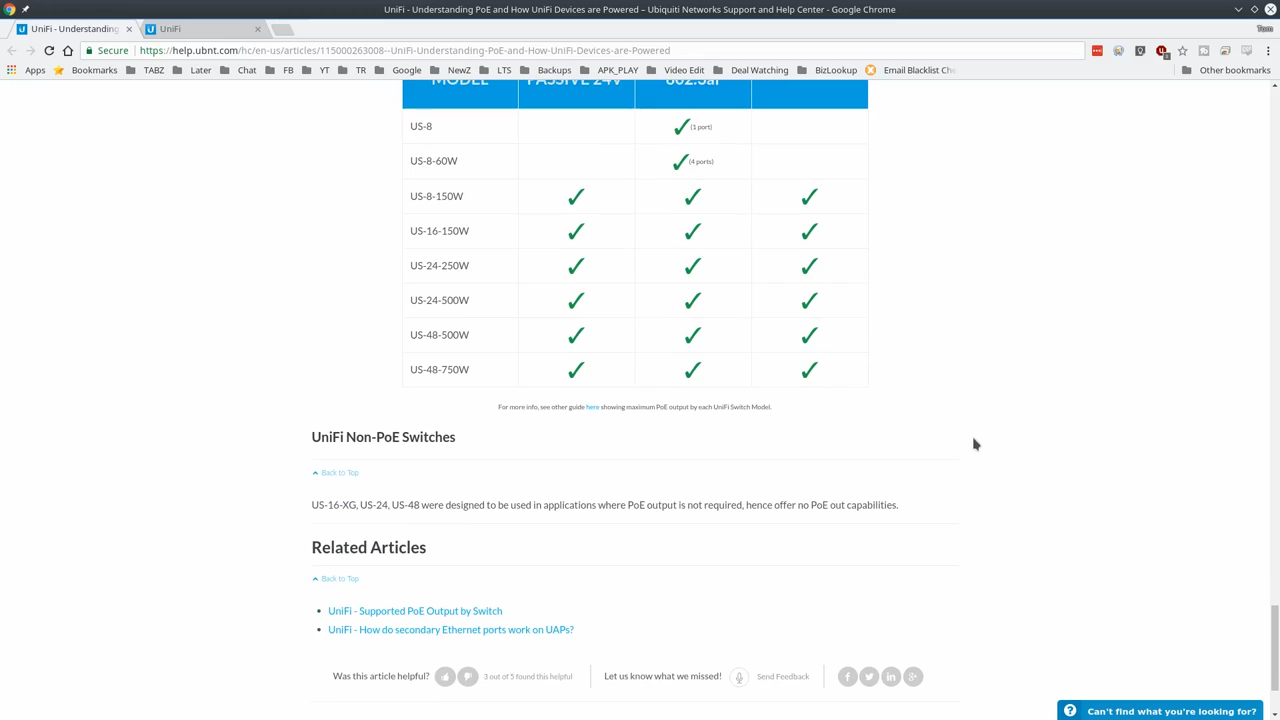 UniFi - Understanding PoE and How UniFi Devices are Powered – Ubiquiti Networks Support and Help Center - Google Chrome
UniFi - Understanding
UniFi
Tom
Secure
https://help.ubnt.com/hc/en-us/articles/115000263008--UniFi-Understanding-PoE-and-How-UniFi-Devices-are-Powered
Apps
Bookmarks
TABZ
Later
Chat
FB
YT
TR
Google
NewZ
LTS
Backups
APK_PLAY
Video Edit
Deal Watching
BizLookup
Email Blacklist Che
Other bookmarks
MODEL PASSIVE 24V 802.3af
US-8 ✓ (1 port)
US-8-60W ✓ (4 ports)
US-8-150W ✓ ✓ ✓
US-16-150W ✓ ✓ ✓
US-24-250W ✓ ✓ ✓
US-24-500W ✓ ✓ ✓
US-48-500W ✓ ✓ ✓
US-48-750W ✓ ✓ ✓
For more info, see other guide here showing maximum PoE output by each UniFi Switch Model.
UniFi Non-PoE Switches
Back to Top
US-16-XG, US-24, US-48 were designed to be used in applications where PoE output is not required, hence offer no PoE out capabilities.
Related Articles
Back to Top
• UniFi - Supported PoE Output by Switch
• UniFi - How do secondary Ethernet ports work on UAPs?
Was this article helpful? 3 out of 5 found this helpful
Let us know what we missed! Send Feedback
Can't find what you're looking for?